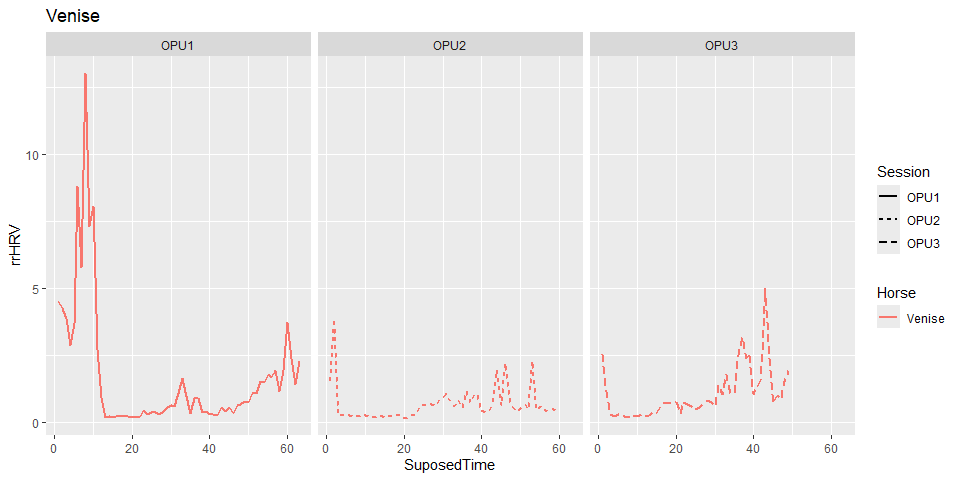 Venise
OPU1 OPU2 OPU3
rrHRV
10
5
0
0 20 40 60 0 20 40 60 0 20 40 60
SuposedTime
Session
OPU1
OPU2
OPU3
Horse
Venise